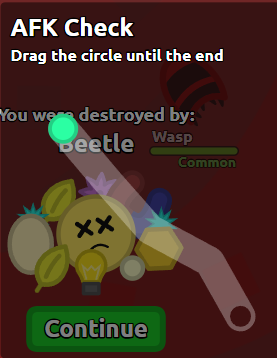 AFK Check
Drag the circle until the end
You were destroyed by:
Beetle
Wasp
Common
Continue